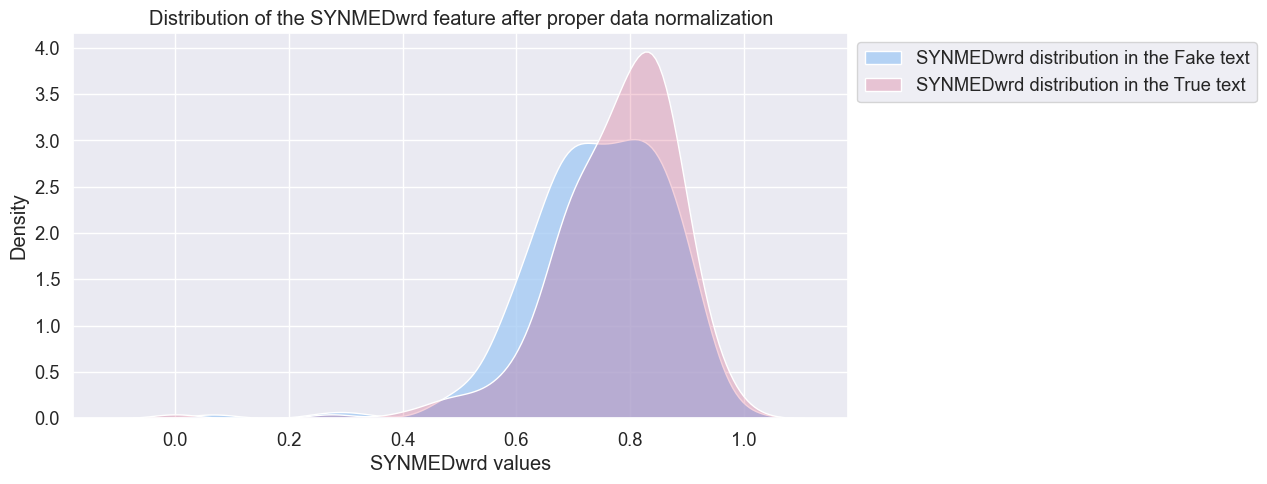 Distribution of the SYNMEDwrd feature after proper data normalization
SYNMEDwrd distribution in the Fake text
SYNMEDwrd distribution in the True text
Density
4.0
3.5
3.0
2.5
2.0
1.5
1.0
0.5
0.0
0.0 0.2 0.4 0.6 0.8 1.0
SYNMEDwrd values